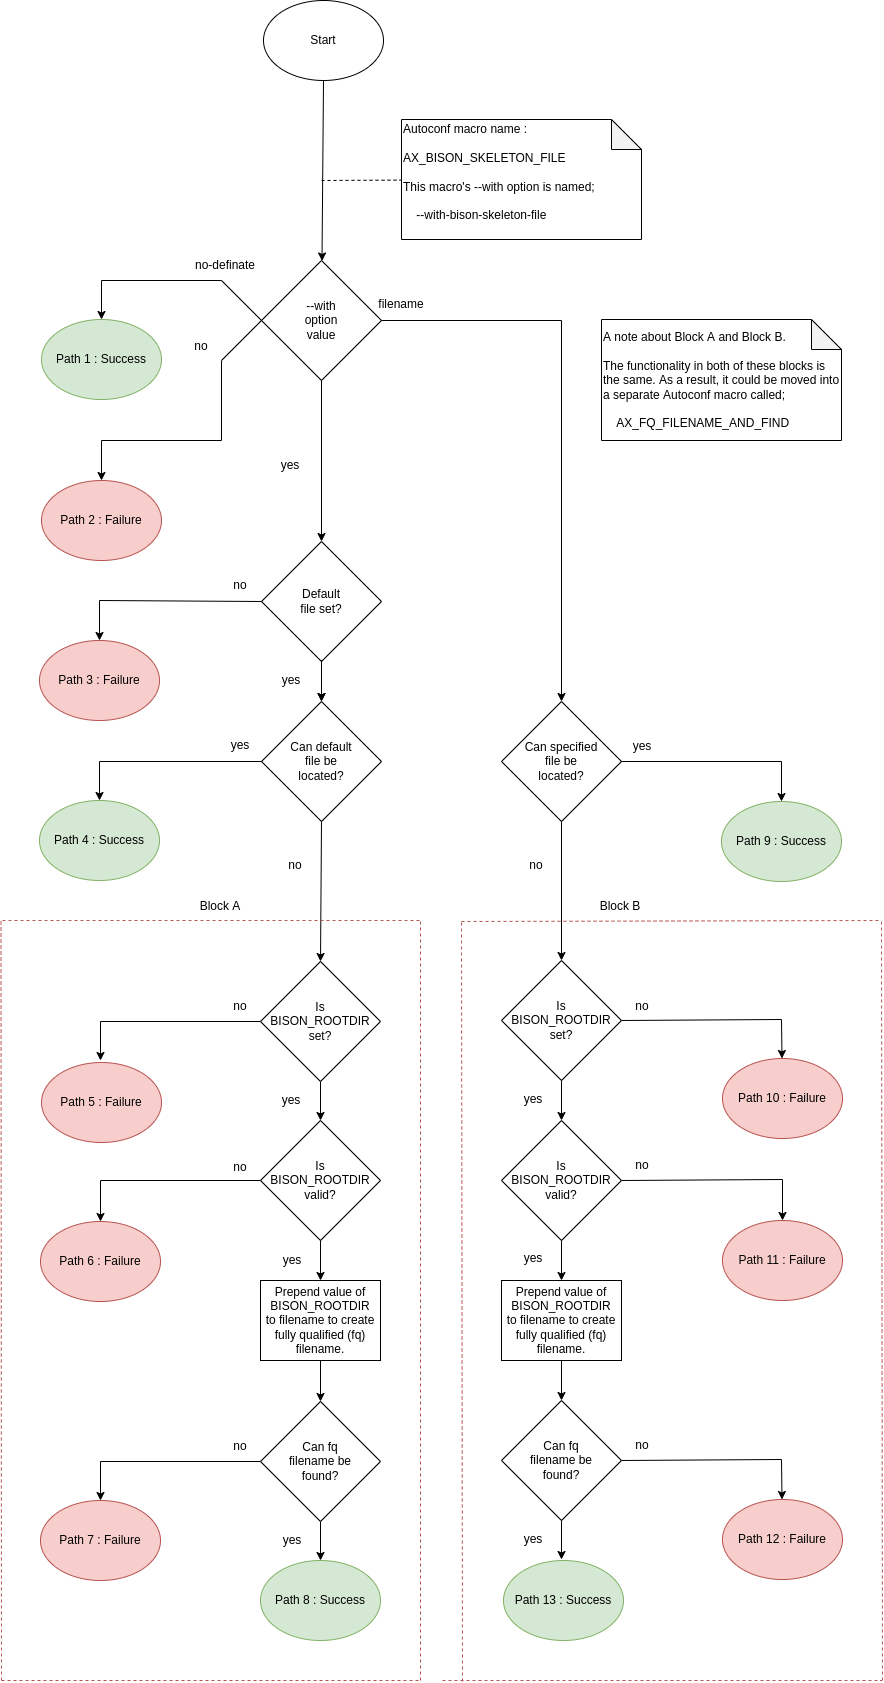 Start
Autoconf macro name :
AX_BISON_SKELETON_FILE
This macro's --with option is named;
--with-bison-skeleton-file
no-definate
--with
option
value
filename
no
Path 1 : Success
A note about Block A and Block B.
The functionality in both of these blocks is
the same. As a result, it could be moved into
a separate Autoconf macro called;
AX_FQ_FILENAME_AND_FIND
yes
Path 2 : Failure
no
Default
file set?
Path 3 : Failure
yes
yes
Can default
file be
located?
Can specified
file be
located?
yes
Path 4 : Success
Path 9 : Success
no
no
Block A
Block B
no
Is
BISON_ROOTDIR
set?
Is
BISON_ROOTDIR
set?
no
Path 5 : Failure
yes
yes
Path 10 : Failure
no
Is
BISON_ROOTDIR
valid?
Is
BISON_ROOTDIR
valid?
no
Path 6 : Failure
yes
yes
Path 11 : Failure
Prepend value of
BISON_ROOTDIR
to filename to create
fully qualified (fq)
filename.
Prepend value of
BISON_ROOTDIR
to filename to create
fully qualified (fq)
filename.
no
Can fq
filename be
found?
Can fq
filename be
found?
no
Path 7 : Failure
yes
yes
Path 12 : Failure
Path 8 : Success
Path 13 : Success